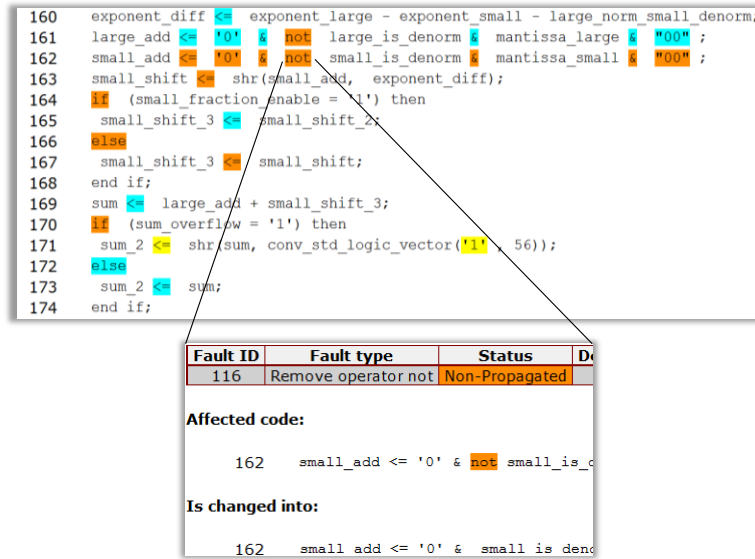 160 exponent_diff <= exponent_large - exponent_small - large_norm_small_denorm
161 large_add <= '0' & not large_is_denorm & mantissa_large & "00" ;
162 small_add <= '0' & not small_is_denorm & mantissa_small & "00" ;
163 small_shift <= shr(small_add, exponent_diff);
164 if (small_fraction_enable = '1') then
165 small_shift_3 <= small_shift_2;
166 else
167 small_shift_3 <= small_shift;
168 end if;
169 sum <= large_add + small_shift_3;
170 if (sum_overflow = '1') then
171 sum_2 <= shr(sum, conv_std_logic_vector('1' , 56));
172 else
173 sum_2 <= sum;
174 end if;
Fault ID Fault type Status
116 Remove operator not Non-Propagated
Affected code:
162 small_add <= '0' & not small_is_
Is changed into:
162 small_add <= '0' & small_is_